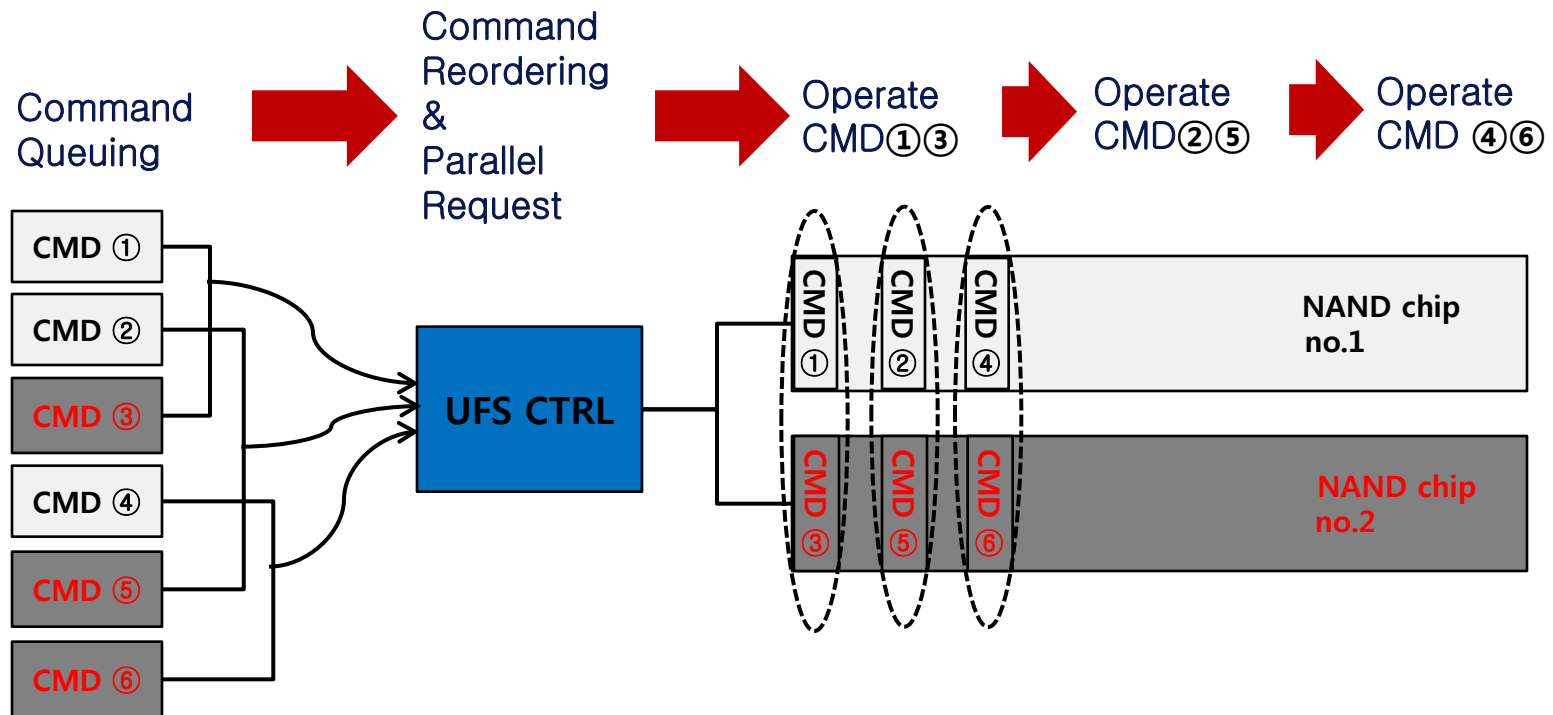 Command
Queuing
Command
Reordering
&
Parallel
Request
Operate
CMD①③
Operate
CMD②⑤
Operate
CMD ④⑥
CMD ①
CMD ②
CMD ③
CMD ④
CMD ⑤
CMD ⑥
UFS CTRL
CMD ①
CMD ②
CMD ④
NAND chip
no.1
CMD ③
CMD ⑤
CMD ⑥
NAND chip
no.2